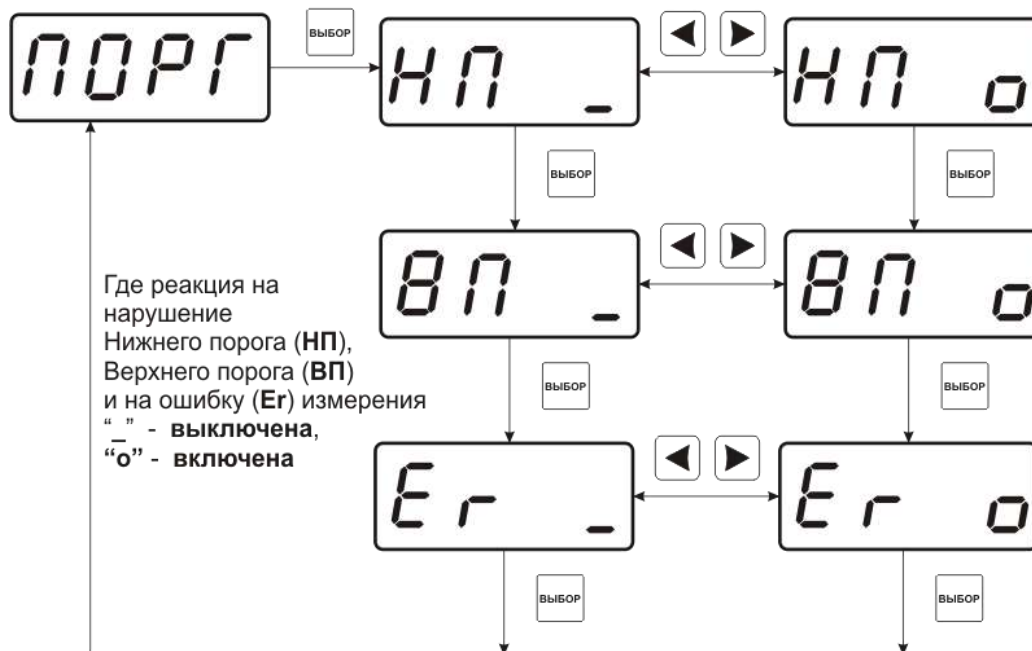 ПОРГ
ВЫБОР
НП _
НП o
ВЫБОР
ВЫБОР
ВП _
ВП o
Где реакция на
нарушение
Нижнего порога (НП),
Верхнего порога (ВП)
и на ошибку (Er) измерения
“_” - выключена,
“о” - включена
ВЫБОР
ВЫБОР
Er _
Er o
ВЫБОР
ВЫБОР